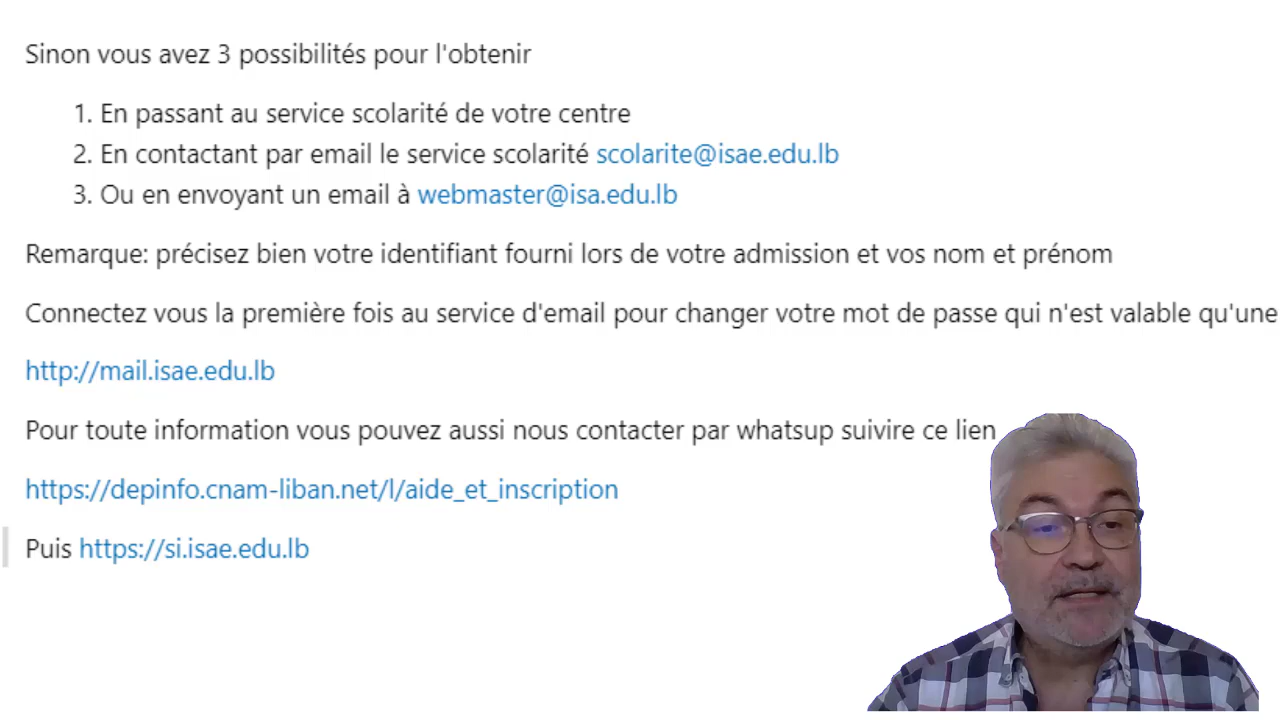 Sinon vous avez 3 possibilités pour l'obtenir
1. En passant au service scolarité de votre centre
2. En contactant par email le service scolarité scolarite@isae.edu.lb
3. Ou en envoyant un email à webmaster@isa.edu.lb
Remarque: précisez bien votre identifiant fourni lors de votre admission et vos nom et prénom
Connectez vous la première fois au service d'email pour changer votre mot de passe qui n'est valable qu'une
http://mail.isae.edu.lb
Pour toute information vous pouvez aussi nous contacter par whatsup suivire ce lien
https://depinfo.cnam-liban.net/l/aide_et_inscription
Puis https://si.isae.edu.lb